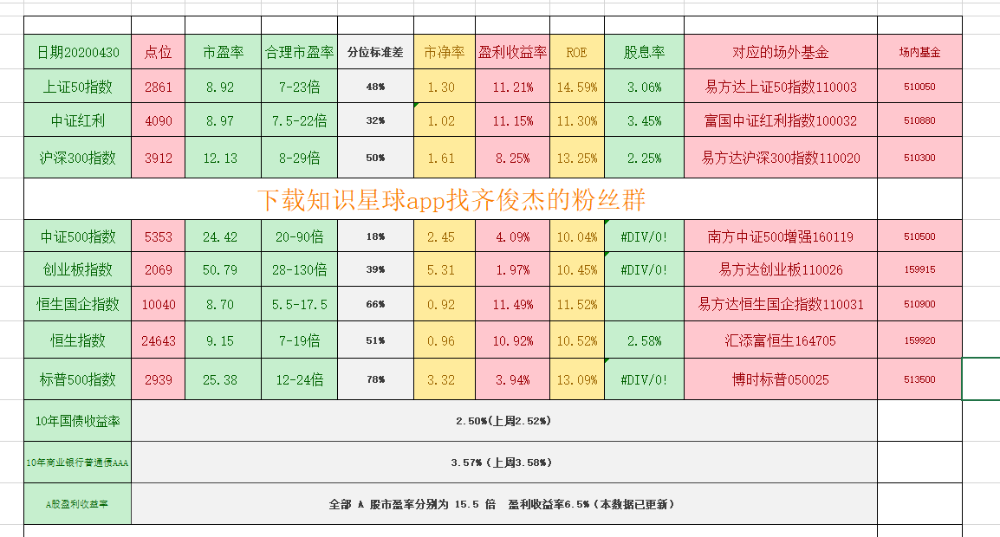 日期20200430 点位 市盈率 合理市盈率 分位标准差 市净率 盈利收益率 ROE 股息率 对应的场外基金 场内基金
上证50指数 2861 8.92 7-23倍 48% 1.30 11.21% 14.59% 3.06% 易方达上证50指数110003 510050
中证红利 4090 8.97 7.5-22倍 32% 1.02 11.15% 11.30% 3.45% 富国中证红利指数100032 510880
沪深300指数 3912 12.13 8-29倍 50% 1.61 8.25% 13.25% 2.25% 易方达沪深300指数110020 510300
下载知识星球app找齐俊杰的粉丝群
中证500指数 5353 24.42 20-90倍 18% 2.45 4.09% 10.04% #DIV/0! 南方中证500增强160119 510500
创业板指数 2069 50.79 28-130倍 39% 5.31 1.97% 10.45% #DIV/0! 易方达创业板110026 159915
恒生国企指数 10040 8.70 5.5-17.5 66% 0.92 11.49% 11.52% 易方达恒生国企指数110031 510900
恒生指数 24643 9.15 7-19倍 51% 0.96 10.92% 10.52% 2.58% 汇添富恒生164705 159920
标普500指数 2939 25.38 12-24倍 78% 3.32 3.94% 13.09% #DIV/0! 博时标普050025 513500
10年国债收益率 2.50%(上周2.52%)
10年商业银行普通债AAA 3.57%（上周3.58%）
A股盈利收益率 全部 A 股市盈率分别为 15.5 倍 盈利收益率6.5%（本数据已更新）